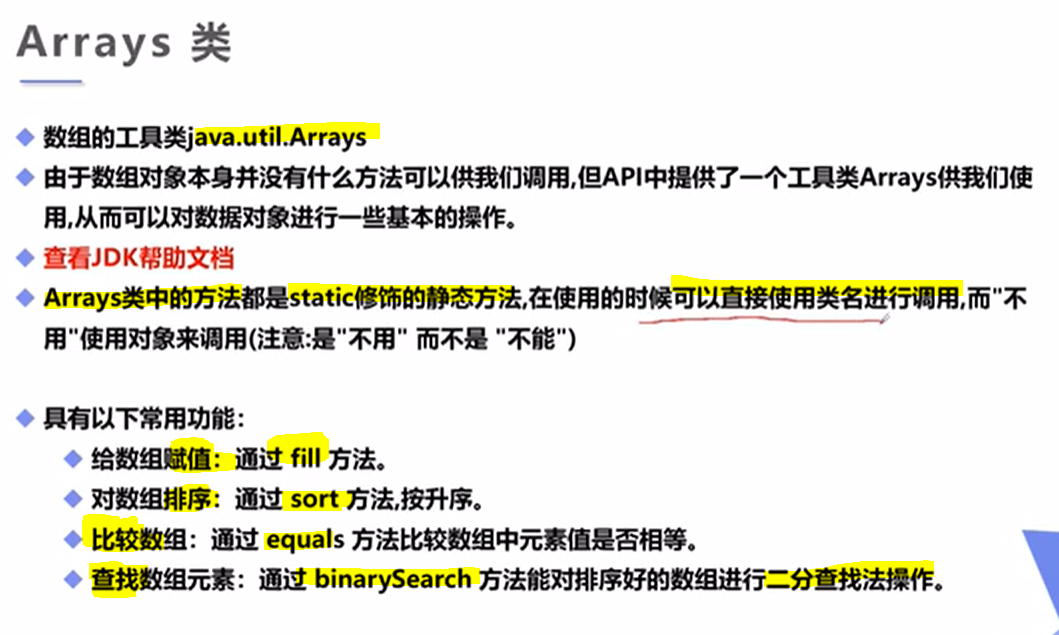 Arrays 类
数组的工具类java.util.Arrays
由于数组对象本身并没有什么方法可以供我们调用,但API中提供了一个工具类Arrays供我们使
用,从而可以对数据对象进行一些基本的操作。
查看JDK帮助文档
Arrays类中的方法都是static修饰的静态方法,在使用的时候可以直接使用类名进行调用,而"不
用"使用对象来调用(注意:是"不用" 而不是 "不能")
具有以下常用功能：
给数组赋值：通过 fill 方法。
对数组排序：通过 sort 方法,按升序。
比较数组：通过 equals 方法比较数组中元素值是否相等。
查找数组元素：通过 binarySearch 方法能对排序好的数组进行二分查找法操作。